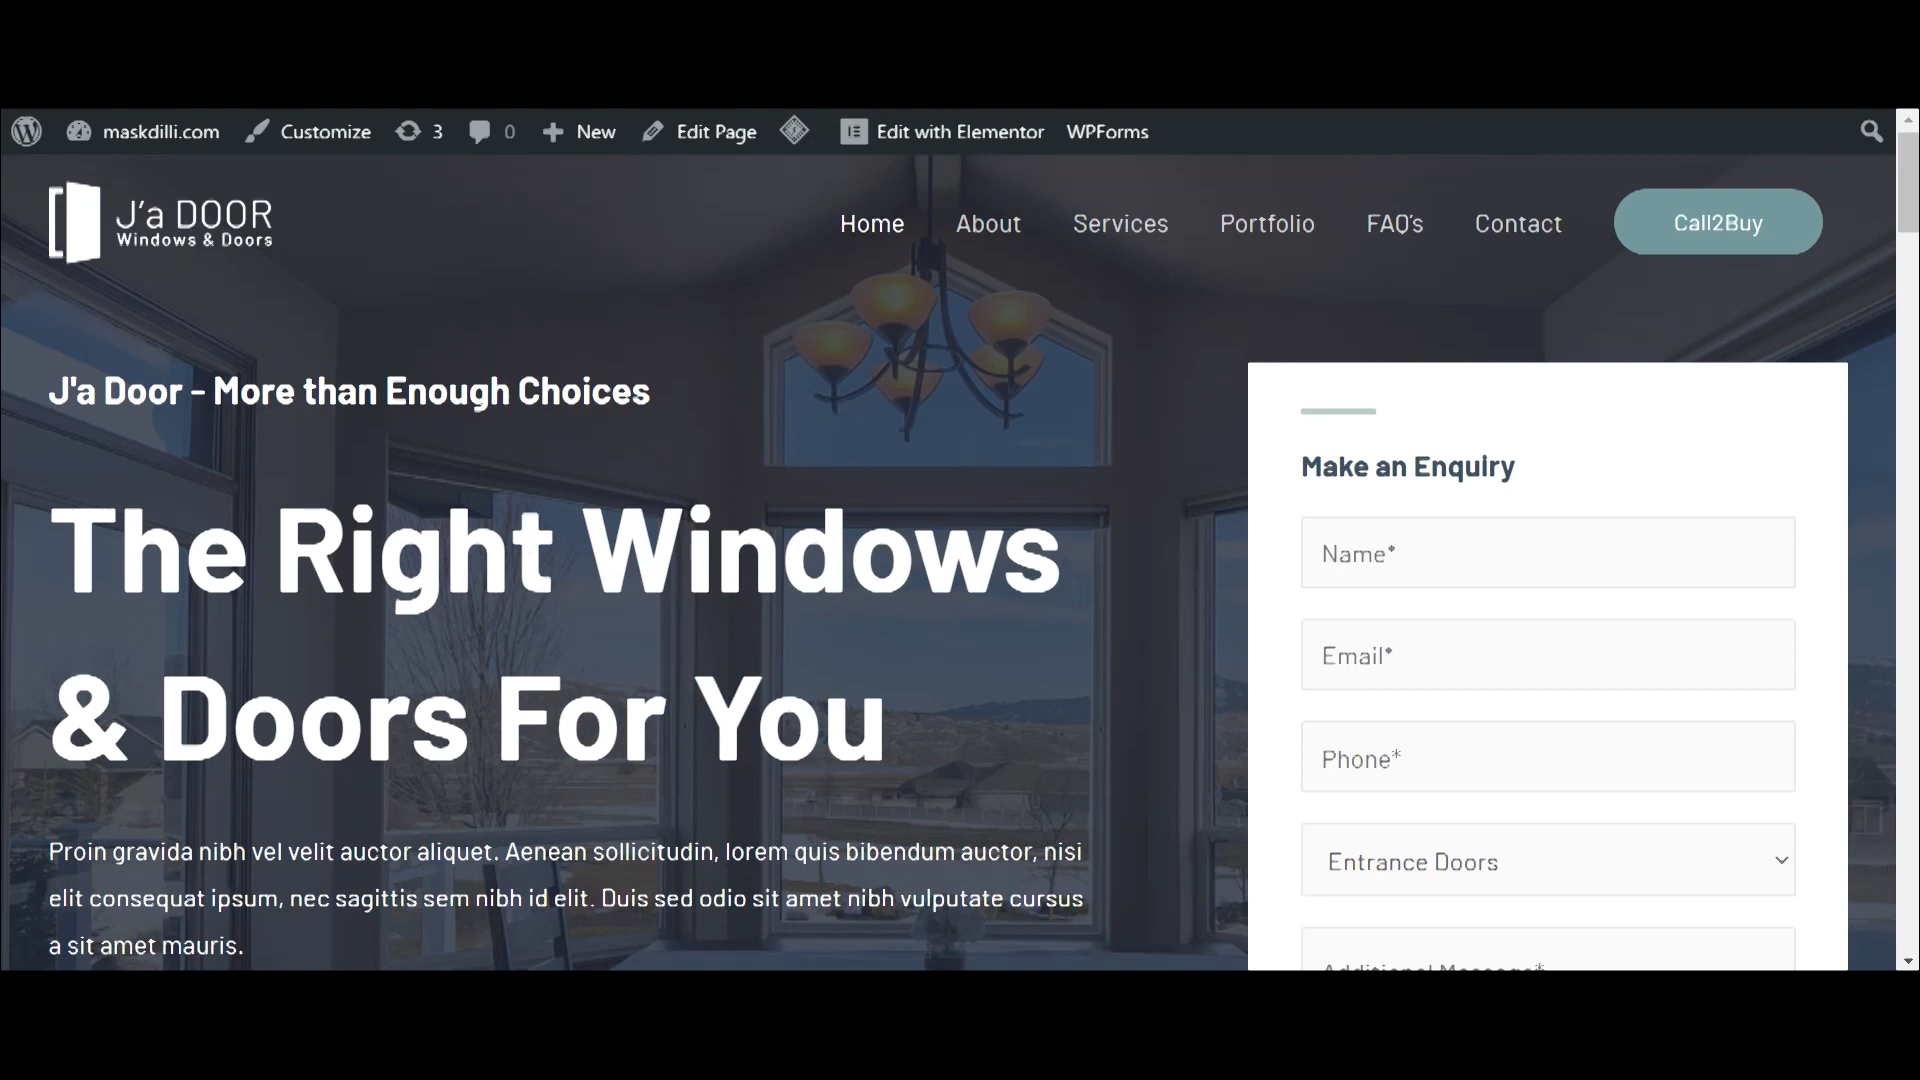 maskdilli.com Customize 3 0 New Edit Page Edit with Elementor WPForms
J'a DOOR
Windows & Doors
Home About Services Portfolio FAQ's Contact Call2Buy
J'a Door - More than Enough Choices
The Right Windows
& Doors For You
Proin gravida nibh vel velit auctor aliquet. Aenean sollicitudin, lorem quis bibendum auctor, nisi
elit consequat ipsum, nec sagittis sem nibh id elit. Duis sed odio sit amet nibh vulputate cursus
a sit amet mauris.
Make an Enquiry
Name*
Email*
Phone*
Entrance Doors
Additional Message*